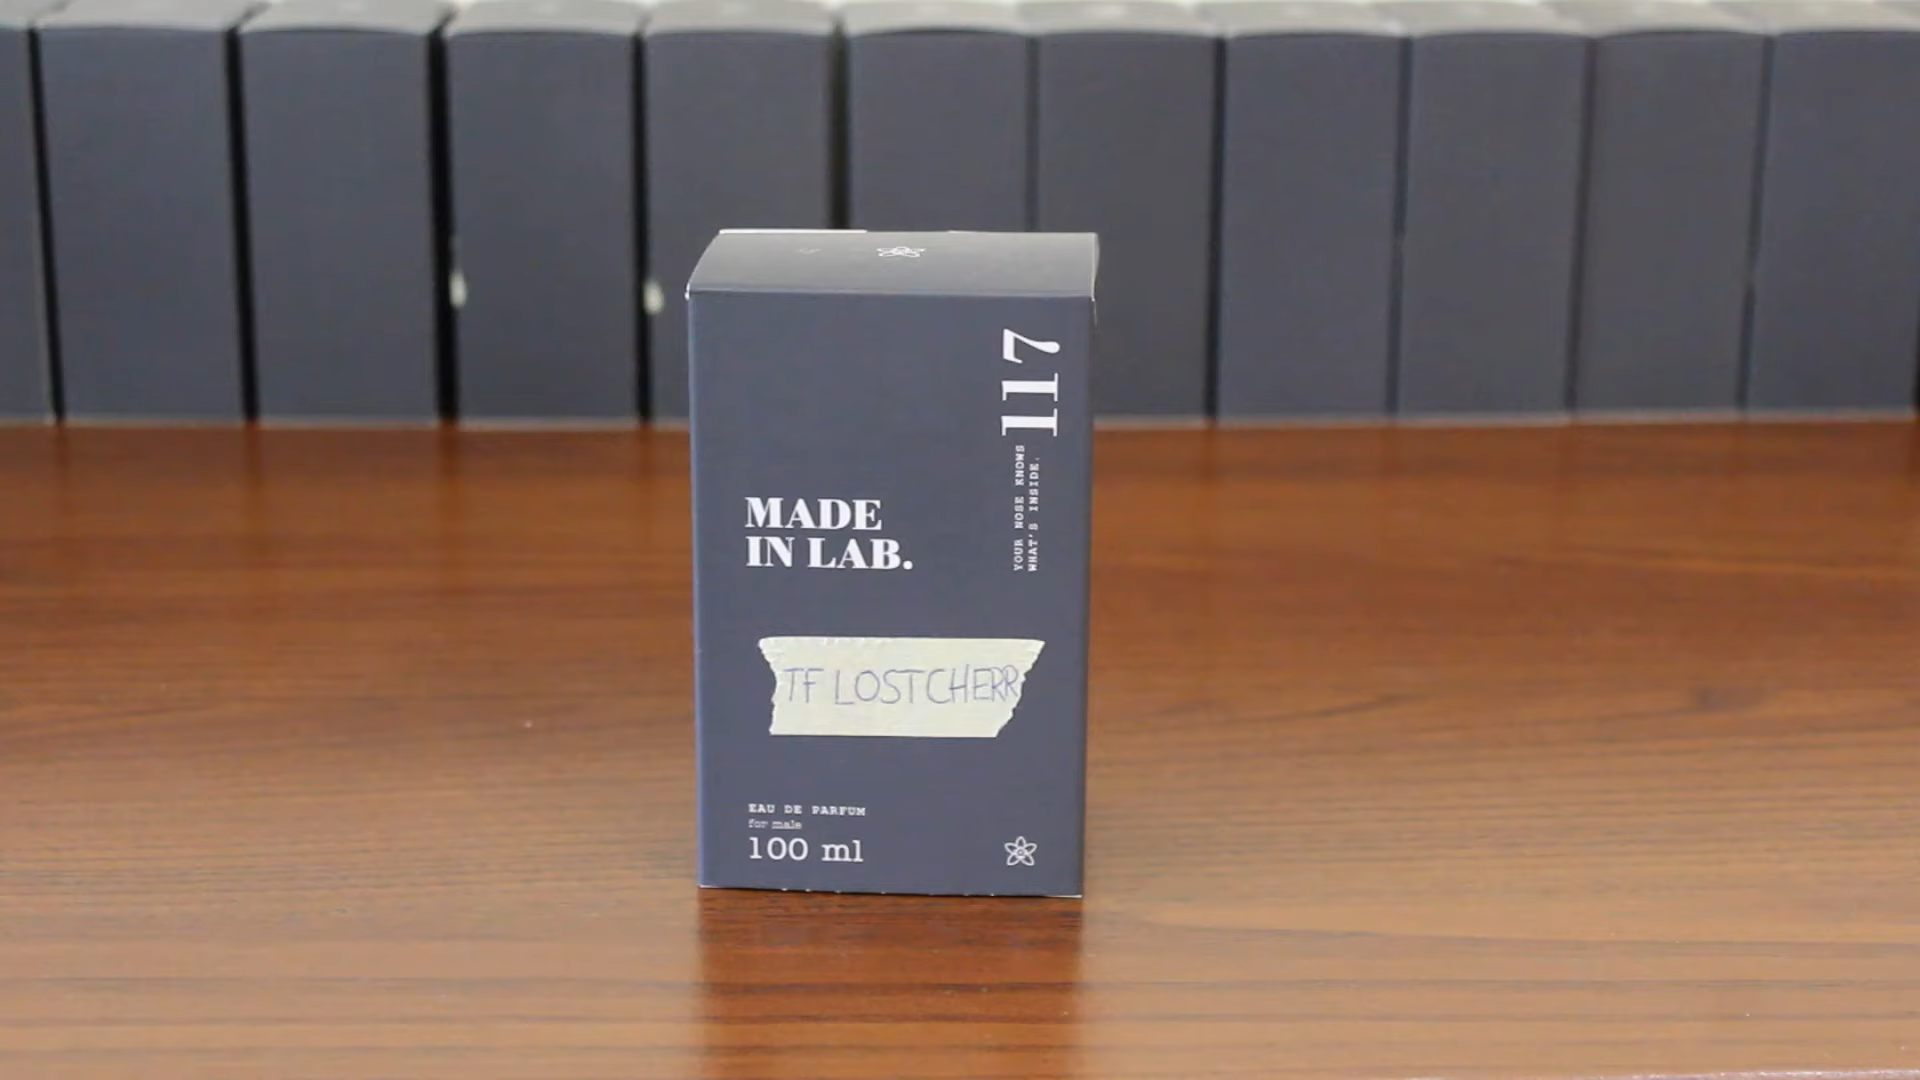 117
YOUR NOSE KNOWS
WHAT'S INSIDE.
MADE
IN LAB.
TF LOSTCHERR
EAU DE PARFUM
for male
100 ml